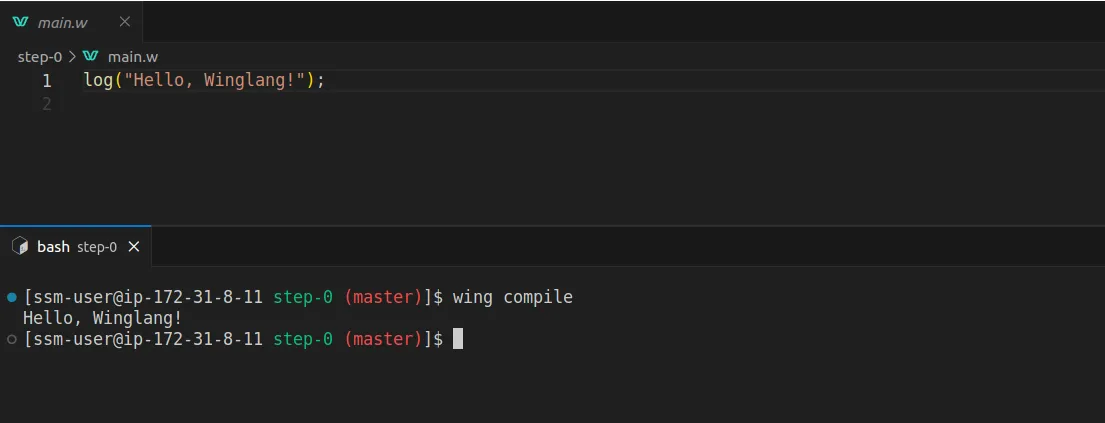 main.w
step-0 > main.w
1 log("Hello, Winglang!");
2
bash step-0
[ssm-user@ip-172-31-8-11 step-0 (master)]$ wing compile
Hello, Winglang!
[ssm-user@ip-172-31-8-11 step-0 (master)]$